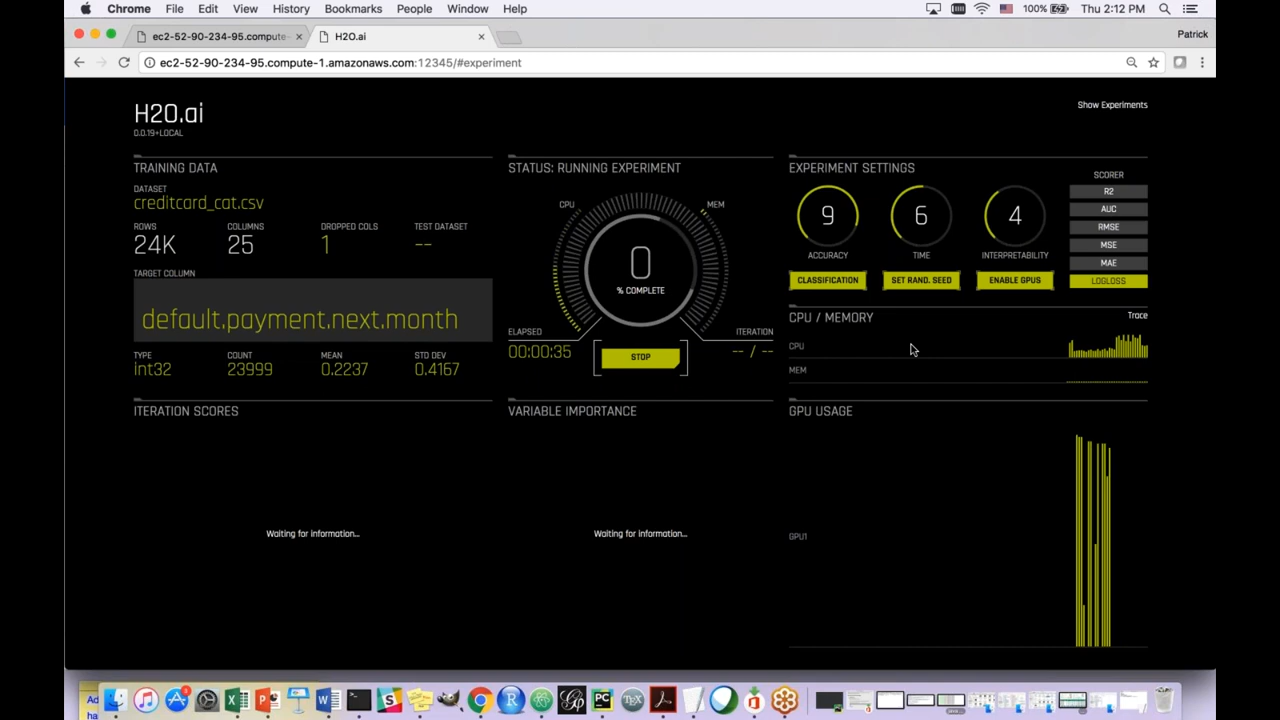 Chrome File Edit View History Bookmarks People Window Help 100% Thu 2:12 PM
ec2-52-90-234-95.compute- H2O.ai Patrick
ec2-52-90-234-95.compute-1.amazonaws.com:12345/#experiment
H2O.ai
0.0.19+LOCAL
Show Experiments
TRAINING DATA
DATASET
creditcard_cat.csv
ROWS COLUMNS DROPPED COLS TEST DATASET
24K 25 1 --
TARGET COLUMN
default.payment.next.month
TYPE COUNT MEAN STD DEV
int32 23999 0.2237 0.4167
STATUS: RUNNING EXPERIMENT
CPU MEM
0
% COMPLETE
ELAPSED ITERATION
00:00:35 -- / --
STOP
EXPERIMENT SETTINGS
9 6 4
ACCURACY TIME INTERPRETABILITY
CLASSIFICATION SET RAND. SEED ENABLE GPUS
SCORER
R2
AUC
RMSE
MSE
MAE
LOGLOSS
CPU / MEMORY Trace
CPU
MEM
ITERATION SCORES
Waiting for information...
VARIABLE IMPORTANCE
Waiting for information...
GPU USAGE
GPU1
Ad
ha